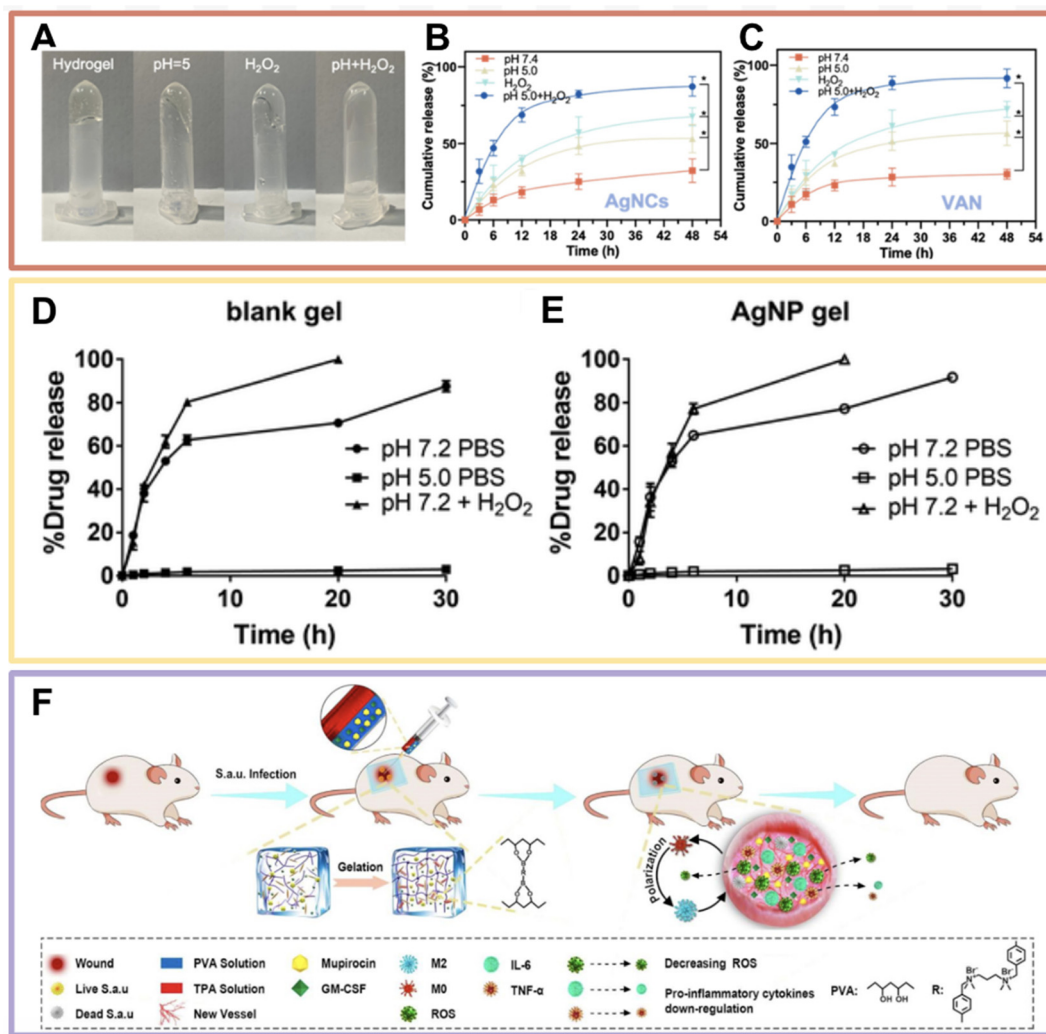 A
Hydrogel
pH=5
H₂O₂
pH+H₂O₂
B
Cumulative release (%)
100
75
50
25
0
pH 7.4
pH 5.0
H₂O₂
pH 5.0+H₂O₂
*
*
*
AgNCs
0 6 12 18 24 30 36 42 48 54
Time (h)
C
Cumulative release (%)
100
75
50
25
0
pH 7.4
pH 5.0
H₂O₂
pH 5.0+H₂O₂
*
*
*
VAN
0 6 12 18 24 30 36 42 48 54
Time (h)
D
blank gel
%Drug release
100
80
60
40
20
0
pH 7.2 PBS
pH 5.0 PBS
pH 7.2 + H₂O₂
0 10 20 30
Time (h)
E
AgNP gel
%Drug release
100
80
60
40
20
0
pH 7.2 PBS
pH 5.0 PBS
pH 7.2 + H₂O₂
0 10 20 30
Time (h)
F
S.a.u. Infection
Gelation
Polarization
Wound
PVA Solution
Mupirocin
M2
IL-6
Decreasing ROS
Live S.a.u
TPA Solution
GM-CSF
M0
TNF-α
Pro-inflammatory cytokines
down-regulation
Dead S.a.u
New Vessel
ROS
PVA:
OH OH
R:
Br⁻
N
N
Br⁻